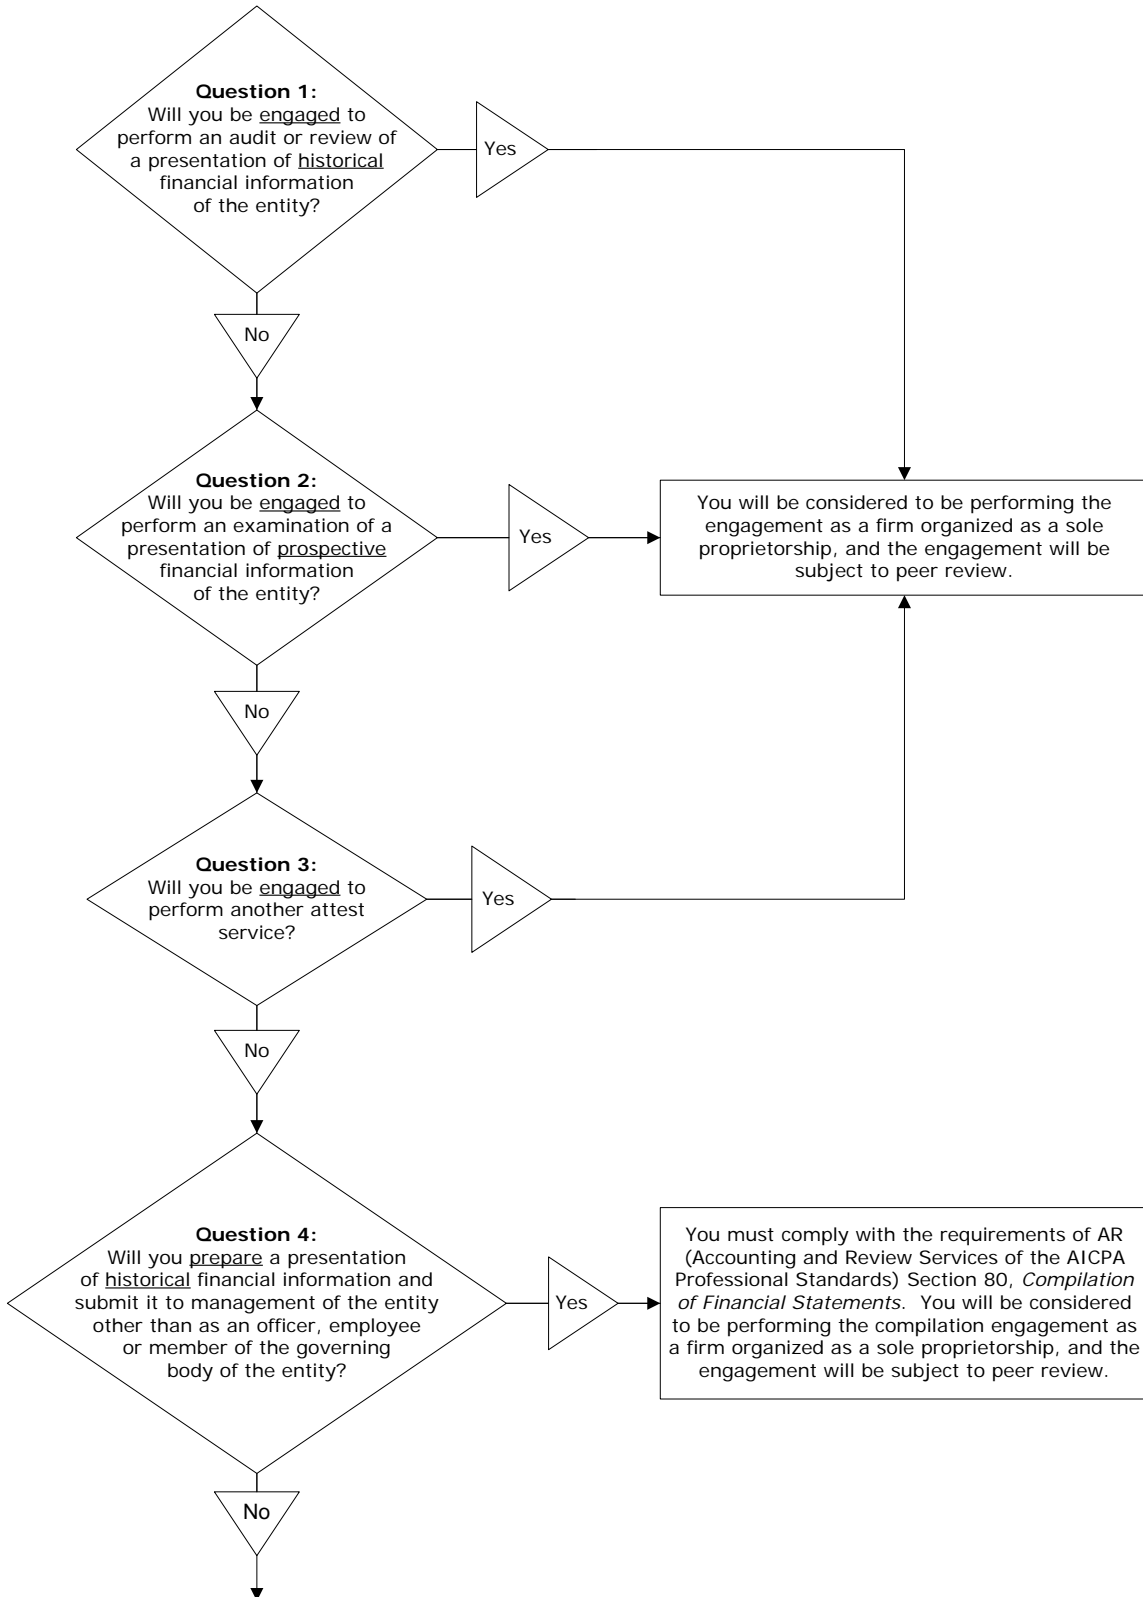 Question 1:
Will you be engaged to
perform an audit or review of
a presentation of historical
financial information
of the entity?
Yes
No
Question 2:
Will you be engaged to
perform an examination of a
presentation of prospective
financial information
of the entity?
Yes
You will be considered to be performing the
engagement as a firm organized as a sole
proprietorship, and the engagement will be
subject to peer review.
No
Question 3:
Will you be engaged to
perform another attest
service?
Yes
No
Question 4:
Will you prepare a presentation
of historical financial information and
submit it to management of the entity
other than as an officer, employee
or member of the governing
body of the entity?
Yes
You must comply with the requirements of AR
(Accounting and Review Services of the AICPA
Professional Standards) Section 80, Compilation
of Financial Statements. You will be considered
to be performing the compilation engagement as
a firm organized as a sole proprietorship, and the
engagement will be subject to peer review.
No